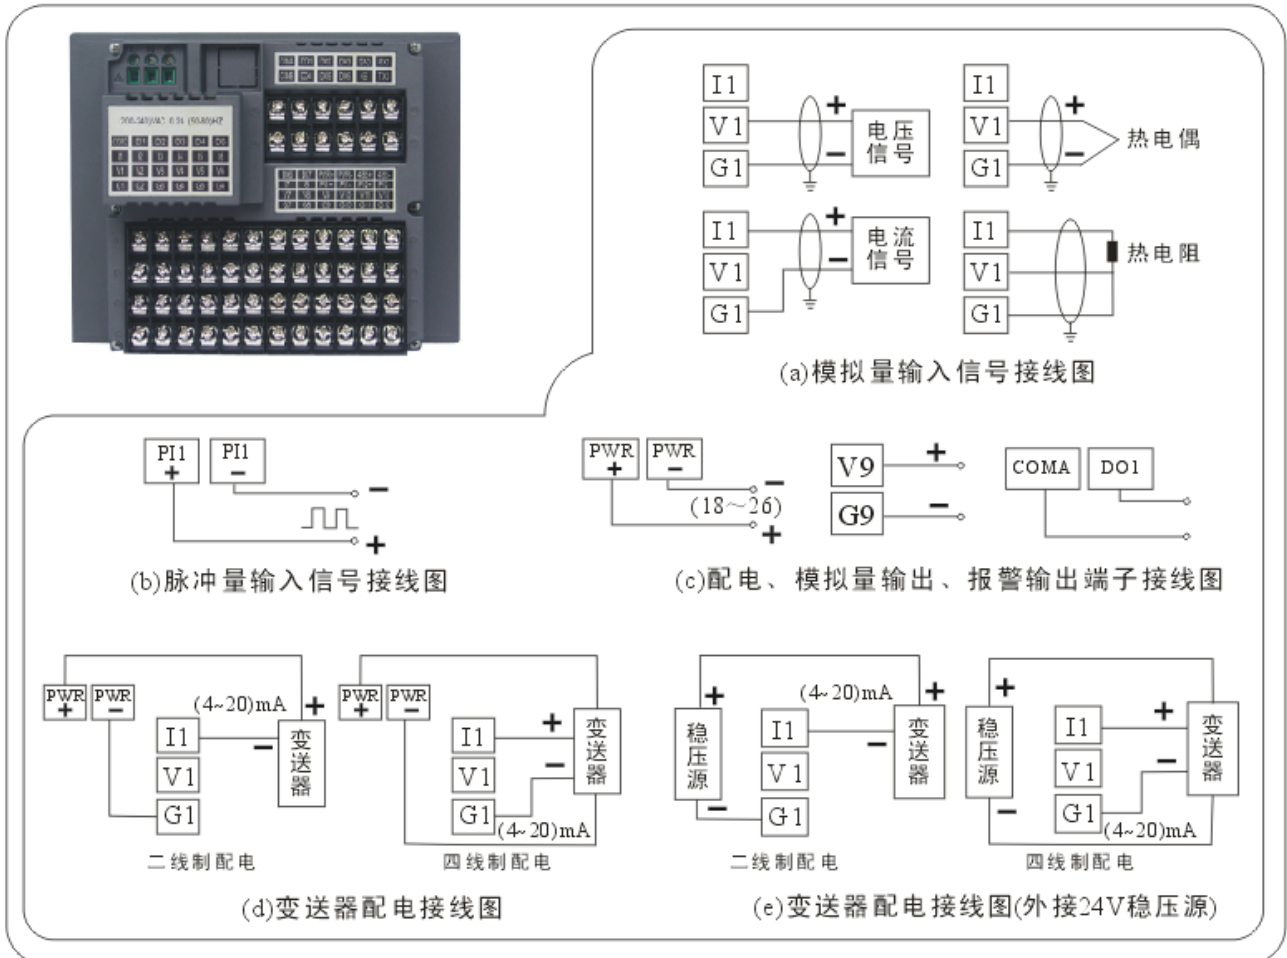 I1
V1
G1
+
−
电压
信号
I1
V1
G1
+
−
热电偶
I1
V1
G1
+
−
电流
信号
I1
V1
G1
热电阻
(a)模拟量输入信号接线图
PI1
+
PI1
−
−
+
(b)脉冲量输入信号接线图
PWR
+
PWR
−
−
(18～26)
+
V9
+
G9
−
COMA
DO1
(c)配电、模拟量输出、报警输出端子接线图
PWR
+
PWR
−
(4~20)mA
+
I1
−
V1
G1
变送器
二线制配电
PWR
+
PWR
−
I1
+
−
V1
G1
(4~20)mA
变送器
四线制配电
(d)变送器配电接线图
+
稳压源
−
(4~20)mA
+
I1
−
V1
G1
变送器
二线制配电
+
稳压源
−
I1
+
−
V1
G1
(4~20)mA
变送器
四线制配电
(e)变送器配电接线图(外接24V稳压源)